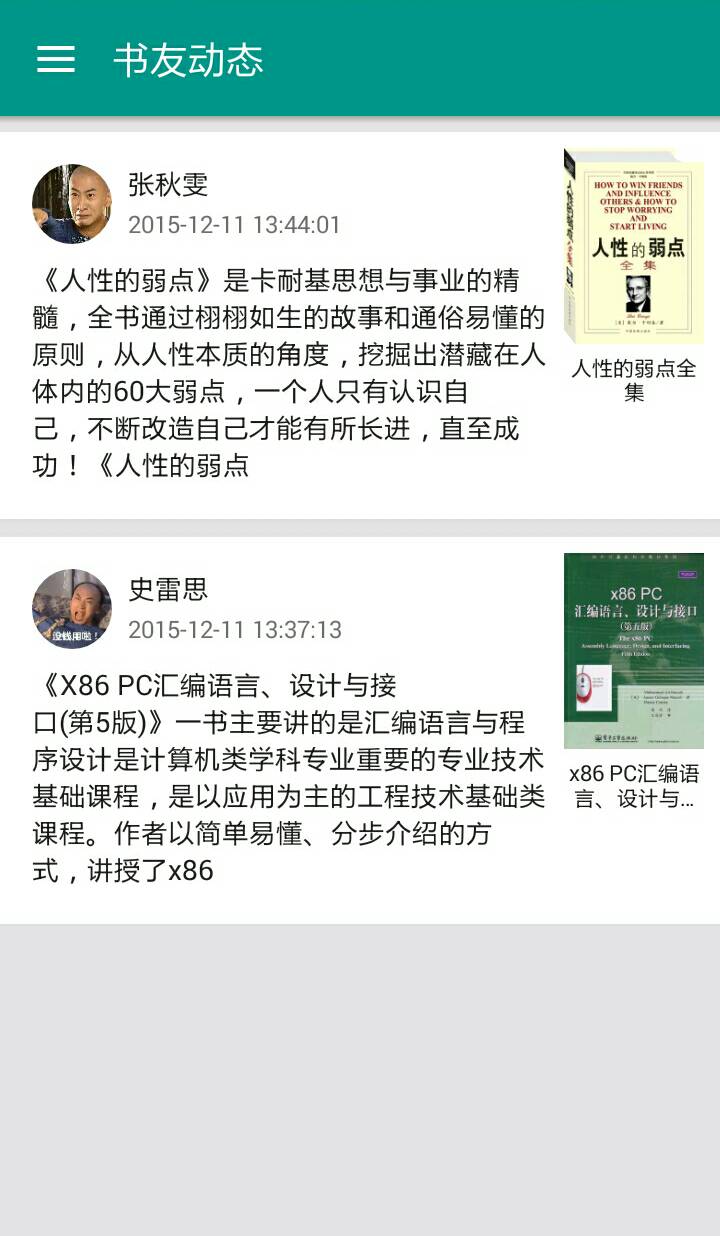 书友动态
张秋雯
2015-12-11 13:44:01
《人性的弱点》是卡耐基思想与事业的精
髓，全书通过栩栩如生的故事和通俗易懂的
原则，从人性本质的角度，挖掘出潜藏在人
体内的60大弱点，一个人只有认识自
己，不断改造自己才能有所长进，直至成
功！《人性的弱点
HOW TO WIN FRIENDS
AND INFLUENCE
OTHERS & HOW TO
STOP WORRYING
AND
START LIVING
人性的弱点
全集
人性的弱点全
集
史雷思
2015-12-11 13:37:13
没钱用啦！
《X86 PC汇编语言、设计与接
口(第5版)》一书主要讲的是汇编语言与程
序设计是计算机类学科专业重要的专业技术
基础课程，是以应用为主的工程技术基础类
课程。作者以简单易懂、分步介绍的方
式，讲授了x86
x86 PC
汇编语言、设计与接口
(第五版)
The x86 PC
Assembly Language, Design, and Interfacing
Fifth Edition
电子工业出版社
x86 PC汇编语
言、设计与...